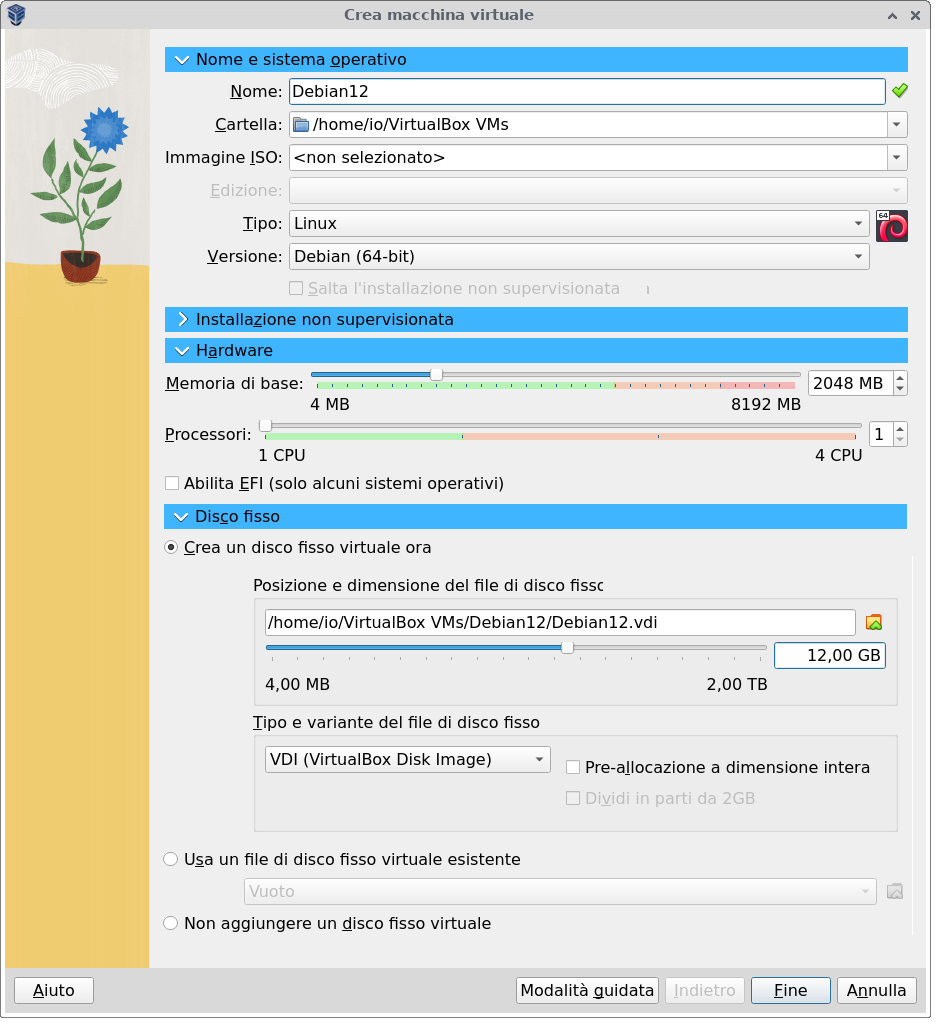 Crea macchina virtuale
Nome e sistema operativo
Nome: Debian12
Cartella: /home/io/VirtualBox VMs
Immagine ISO: <non selezionato>
Edizione:
Tipo: Linux 64
Versione: Debian (64-bit)
Salta l'installazione non supervisionata
Installazione non supervisionata
Hardware
Memoria di base: 2048 MB
4 MB 8192 MB
Processori: 1
1 CPU 4 CPU
Abilita EFI (solo alcuni sistemi operativi)
Disco fisso
Crea un disco fisso virtuale ora
Posizione e dimensione del file di disco fisso
/home/io/VirtualBox VMs/Debian12/Debian12.vdi
12,00 GB
4,00 MB 2,00 TB
Tipo e variante del file di disco fisso
VDI (VirtualBox Disk Image) Pre-allocazione a dimensione intera
Dividi in parti da 2GB
Usa un file di disco fisso virtuale esistente
Vuoto
Non aggiungere un disco fisso virtuale
Aiuto Modalità guidata Indietro Fine Annulla